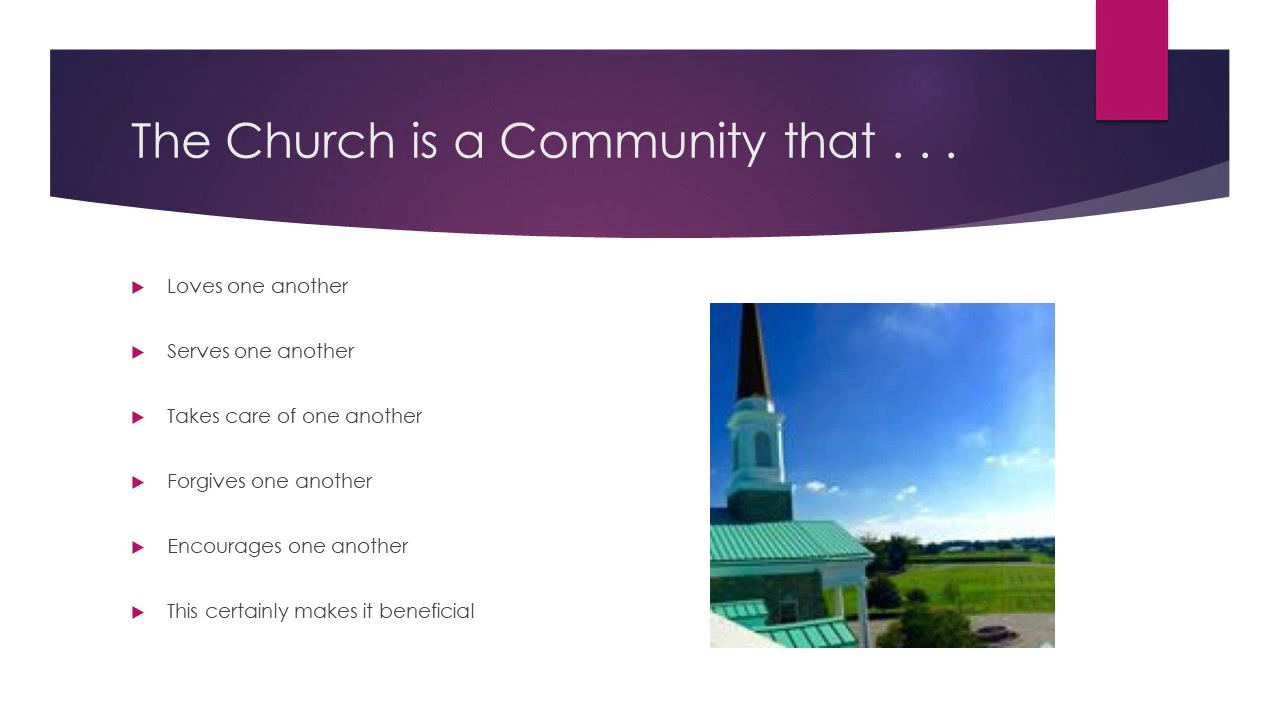 The Church is a Community that . . .
Loves one another
Serves one another
Takes care of one another
Forgives one another
Encourages one another
This certainly makes it beneficial